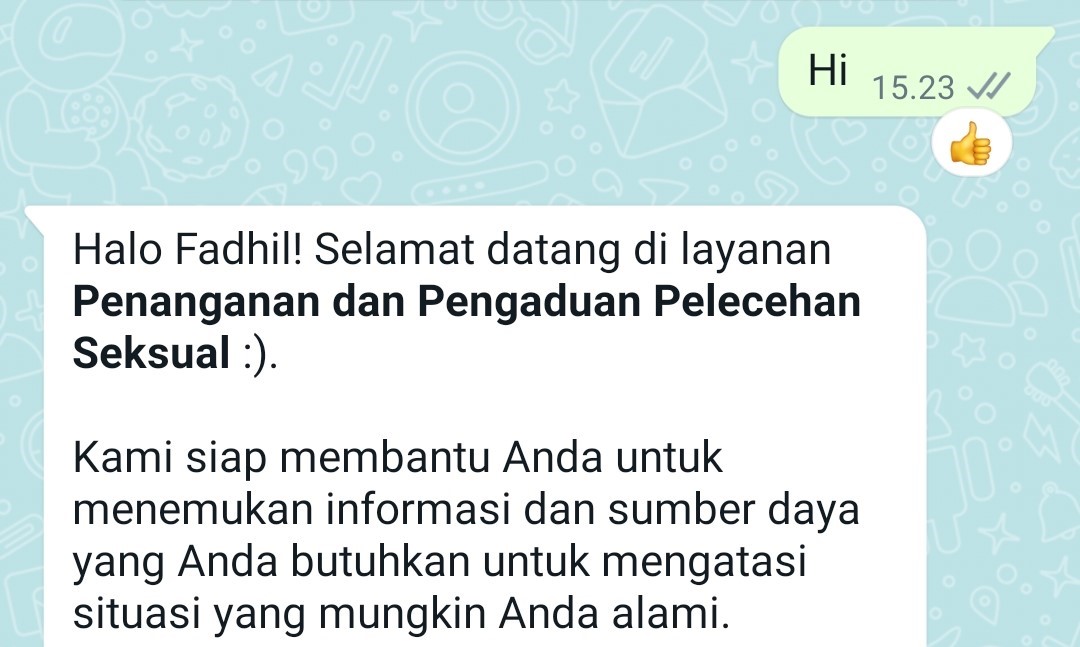 Hi 15.23
Halo Fadhil! Selamat datang di layanan
Penanganan dan Pengaduan Pelecehan
Seksual :).
Kami siap membantu Anda untuk
menemukan informasi dan sumber daya
yang Anda butuhkan untuk mengatasi
situasi yang mungkin Anda alami.